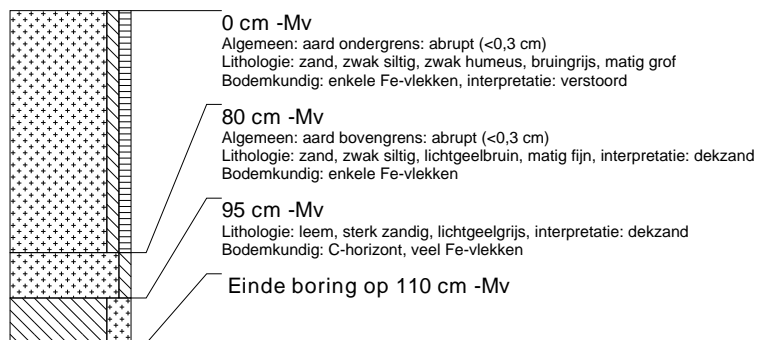 0 cm -Mv
Algemeen: aard ondergrens: abrupt (<0,3 cm)
Lithologie: zand, zwak siltig, zwak humeus, bruingrijs, matig grof
Bodemkundig: enkele Fe-vlekken, interpretatie: verstoord
80 cm -Mv
Algemeen: aard bovengrens: abrupt (<0,3 cm)
Lithologie: zand, zwak siltig, lichtgeelbruin, matig fijn, interpretatie: dekzand
Bodemkundig: enkele Fe-vlekken
95 cm -Mv
Lithologie: leem, sterk zandig, lichtgeelgrijs, interpretatie: dekzand
Bodemkundig: C-horizont, veel Fe-vlekken
Einde boring op 110 cm -Mv